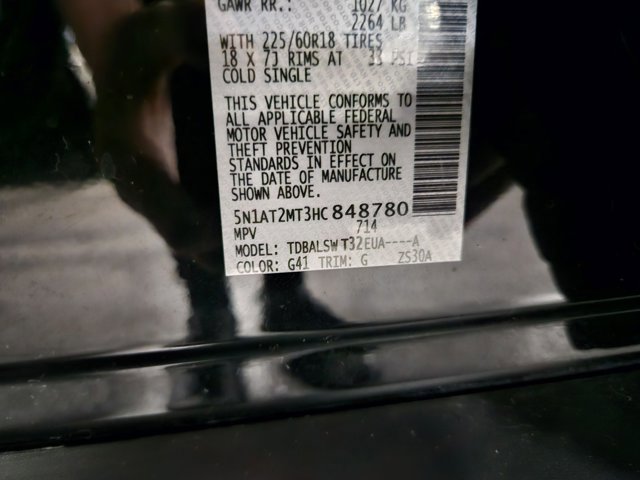 GAWR RR.: 1027 KG
2264 LB
WITH 225/60R18 TIRES
18 X 7J RIMS AT 33 PSI
COLD SINGLE
THIS VEHICLE CONFORMS TO
ALL APPLICABLE FEDERAL
MOTOR VEHICLE SAFETY AND
THEFT PREVENTION
STANDARDS IN EFFECT ON
THE DATE OF MANUFACTURE
SHOWN ABOVE.
5N1AT2MT3HC848780
MPV 714
MODEL: TDBALSWT32EUA----A
COLOR: G41 TRIM: G ZS30A